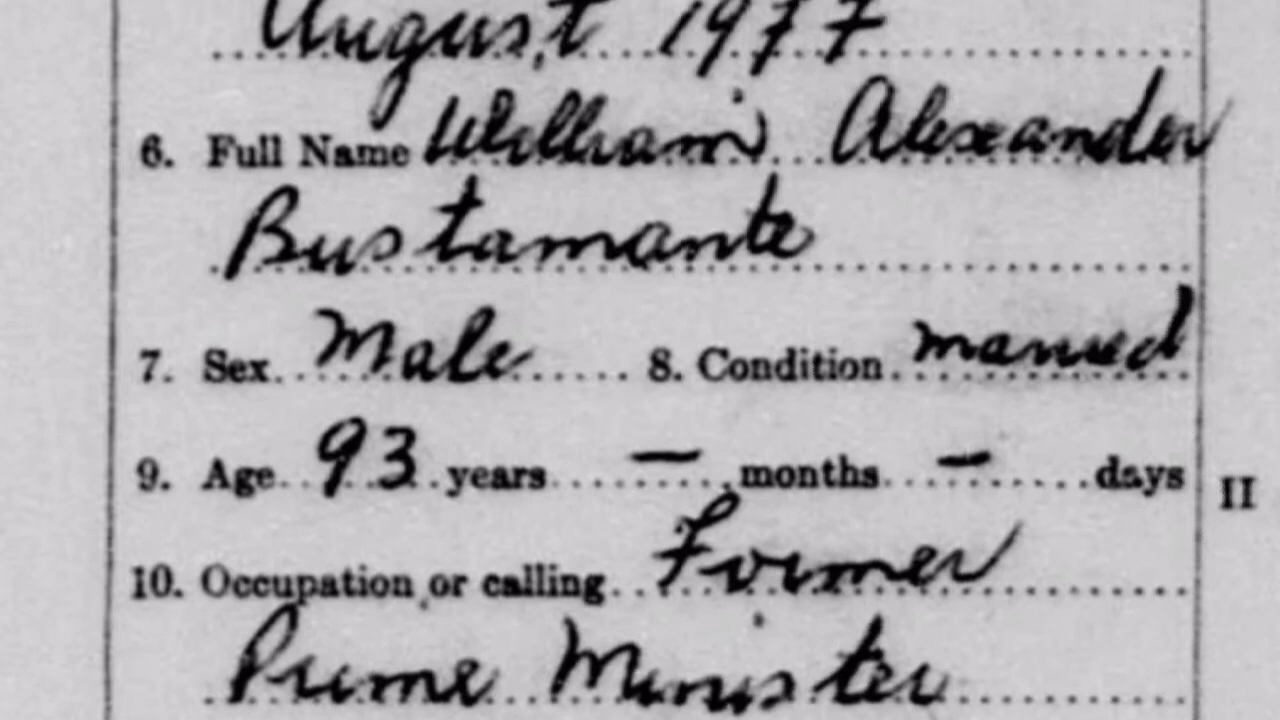 August 1977
6. Full Name William Alexander
Bustamante
7. Sex Male 8. Condition married
9. Age 93 years — months — days
II
10. Occupation or calling Former
Prime Minister